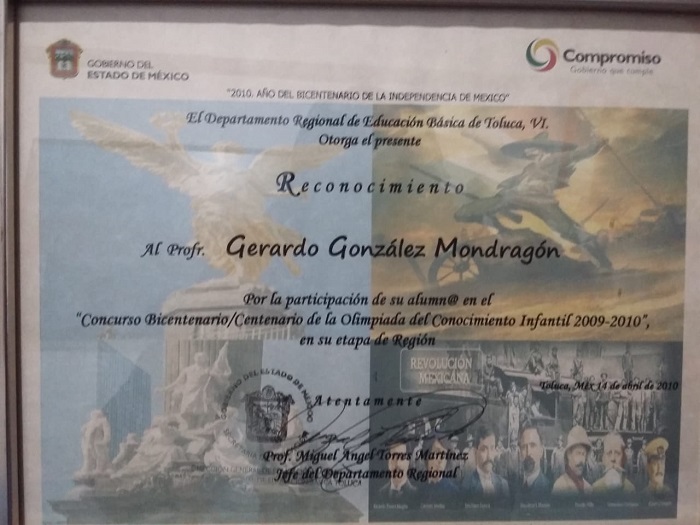 GOBIERNO DEL
ESTADO DE MÉXICO
Compromiso
Gobierno que cumple
"2010. AÑO DEL BICENTENARIO DE LA INDEPENDENCIA DE MÉXICO"
El Departamento Regional de Educación Básica de Toluca, VI.
Otorga el presente
Reconocimiento
Al Profr. Gerardo González Mondragón
Por la participación de su alumn@ en el
"Concurso Bicentenario/Centenario de la Olimpiada del Conocimiento Infantil 2009-2010",
en su etapa de Región
REVOLUCIÓN
MEXICANA
Toluca, Méx 14 de abril de 2010
Atentamente
Prof. Miguel Ángel Torres Martínez
Jefe del Departamento Regional